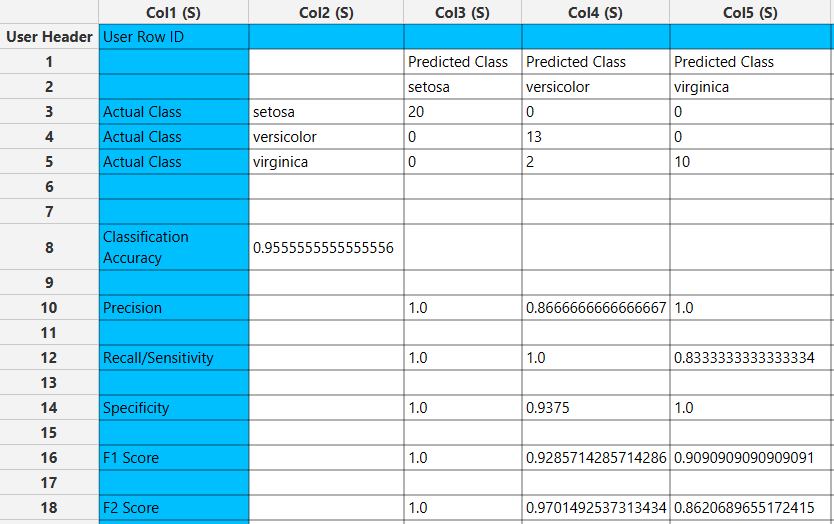 Col1 (S) Col2 (S) Col3 (S) Col4 (S) Col5 (S)
User Header User Row ID
1 Predicted Class Predicted Class Predicted Class
2 setosa versicolor virginica
3 Actual Class setosa 20 0 0
4 Actual Class versicolor 0 13 0
5 Actual Class virginica 0 2 10
6
7
8 Classification Accuracy 0.9555555555555556
9
10 Precision 1.0 0.8666666666666667 1.0
11
12 Recall/Sensitivity 1.0 1.0 0.8333333333333334
13
14 Specificity 1.0 0.9375 1.0
15
16 F1 Score 1.0 0.9285714285714286 0.9090909090909091
17
18 F2 Score 1.0 0.9701492537313434 0.8620689655172415